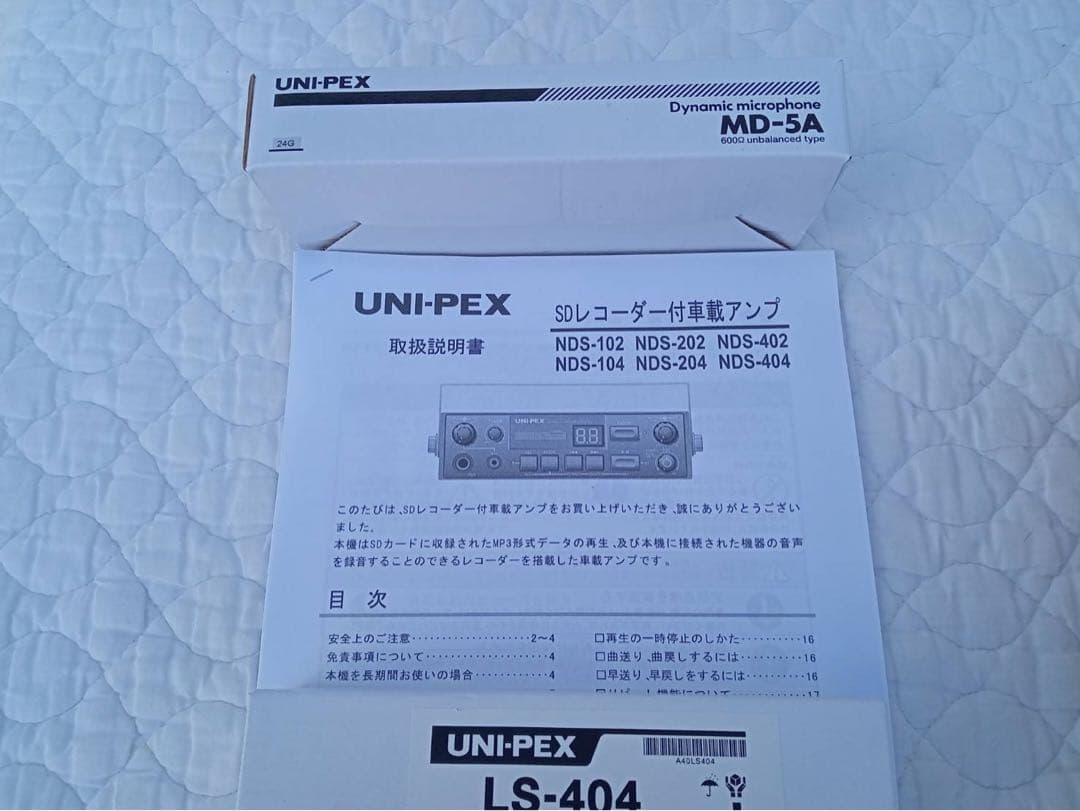 UNI-PEX
Dynamic microphone
MD-5A
600Ω unbalanced type
24G
UNI-PEX
SDレコーダー付車載アンプ
取扱説明書
NDS-102 NDS-202 NDS-402
NDS-104 NDS-204 NDS-404
UNI-PEX
88
このたびは、SDレコーダー付車載アンプをお買い上げいただき、誠にありがとうござい
ました。
本機はSDカードに収録されたMP3形式データの再生、及び本機に接続された機器の音声
を録音することのできるレコーダーを搭載した車載アンプです。
目 次
安全上のご注意··················2～4
免責事項について··················4
本機を長期間お使いの場合···········4
□再生の一時停止のしかた··········16
□曲送り、曲戻しするには··········16
□早送り、早戻しをするには·········16
□リピート機能について···········17
UNI-PEX
A40LS404
LS-404